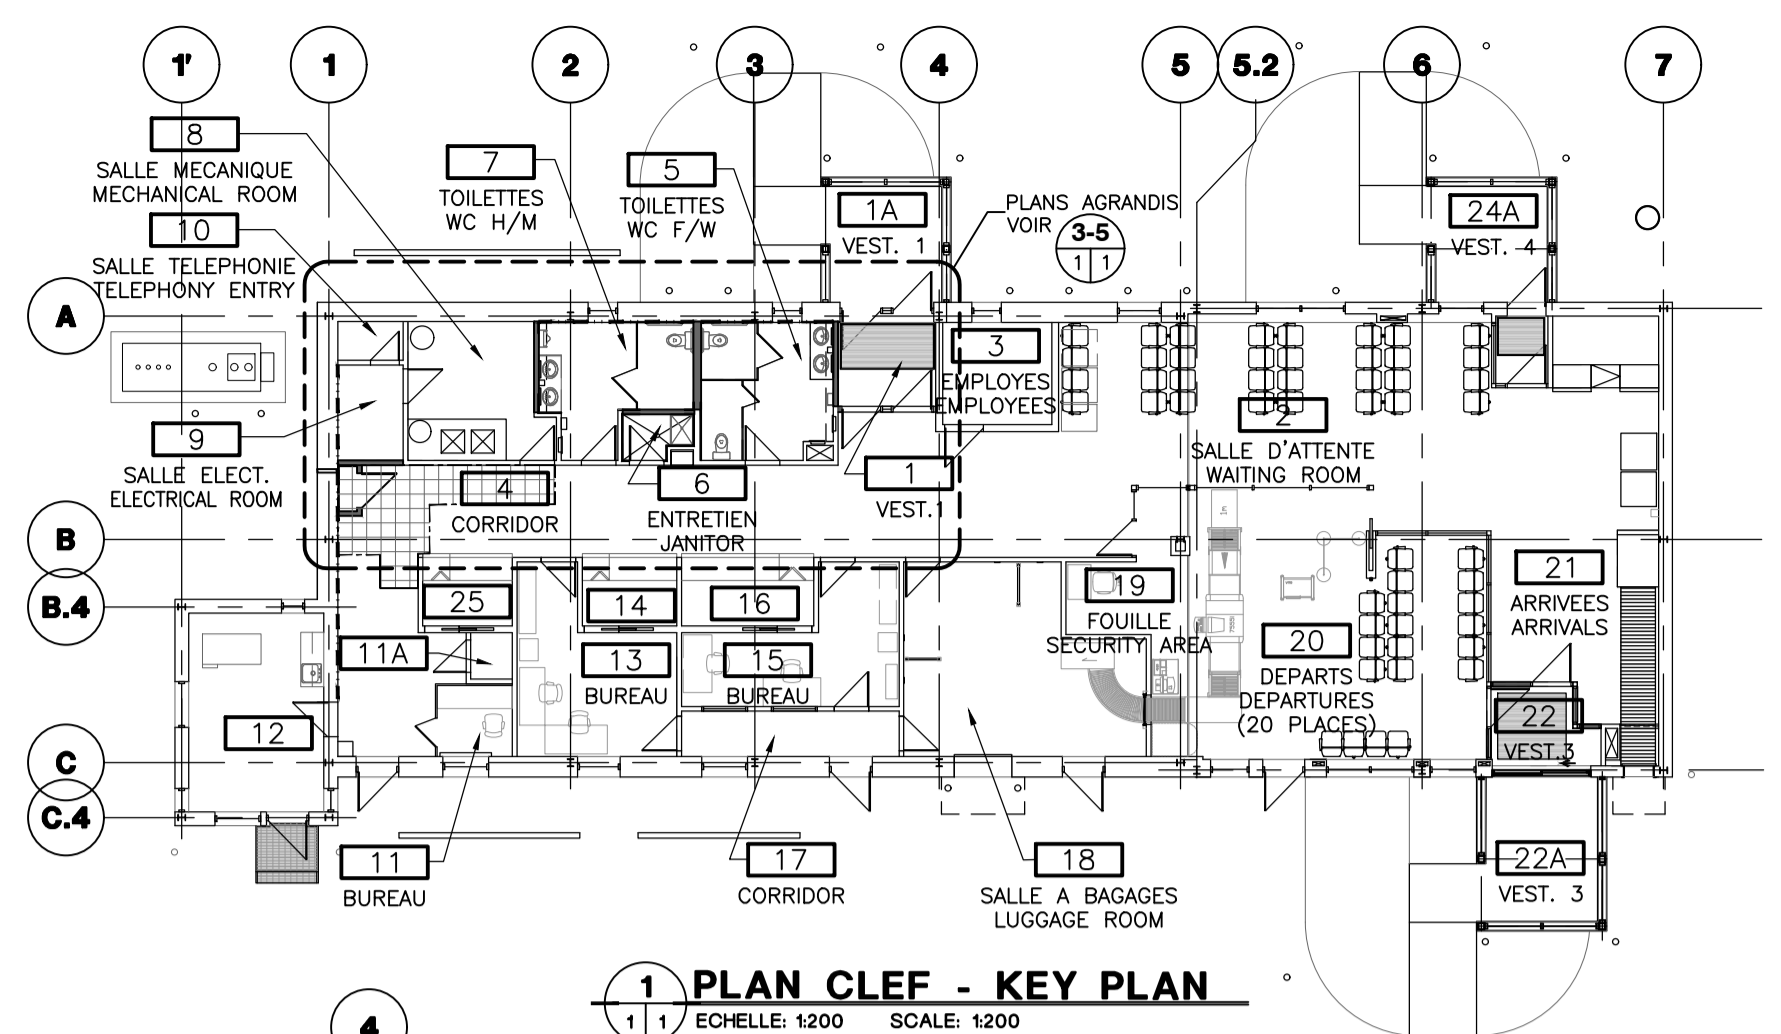 1'
1
2
3
4
5
5.2
6
7
8
SALLE MECANIQUE
MECHANICAL ROOM
7
TOILETTES
WC H/M
5
TOILETTES
WC F/W
1A
VEST. 1
PLANS AGRANDIS
VOIR
3-5
1 1
24A
VEST. 4
10
SALLE TELEPHONIE
TELEPHONY ENTRY
A
3
EMPLOYES
EMPLOYEES
2
SALLE D'ATTENTE
WAITING ROOM
9
SALLE ELECT.
ELECTRICAL ROOM
4
CORRIDOR
6
ENTRETIEN
JANITOR
1
VEST.1
B
B.4
25
14
16
19
FOUILLE
SECURITY AREA
21
ARRIVEES
ARRIVALS
11A
13
BUREAU
15
BUREAU
20
DEPARTS
DEPARTURES
(20 PLACES)
12
22
VEST.3
C
C.4
11
BUREAU
17
CORRIDOR
18
SALLE A BAGAGES
LUGGAGE ROOM
22A
VEST. 3
1
1 1
PLAN CLEF - KEY PLAN
ECHELLE: 1:200 SCALE: 1:200
4